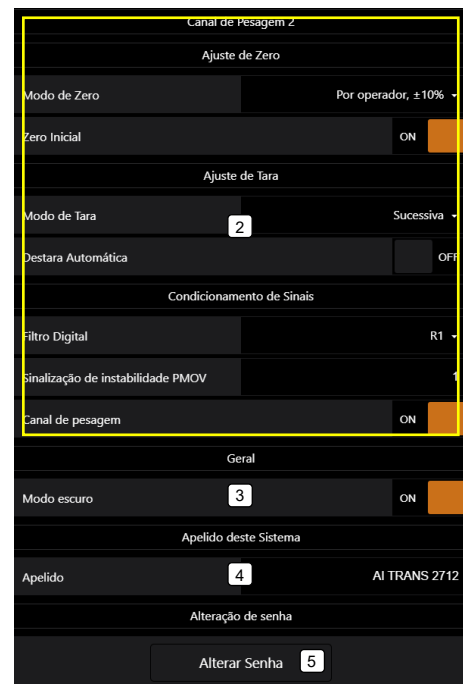 Canal de Pesagem 2
Ajuste de Zero
Modo de Zero Por operador, ±10%
Zero Inicial ON
Ajuste de Tara
Modo de Tara Sucessiva
2
Destara Automática OFF
Condicionamento de Sinais
Filtro Digital R1
Sinalização de instabilidade PMOV 1
Canal de pesagem ON
Geral
Modo escuro 3 ON
Apelido deste Sistema
Apelido 4 AI TRANS 2712
Alteração de senha
Alterar Senha 5